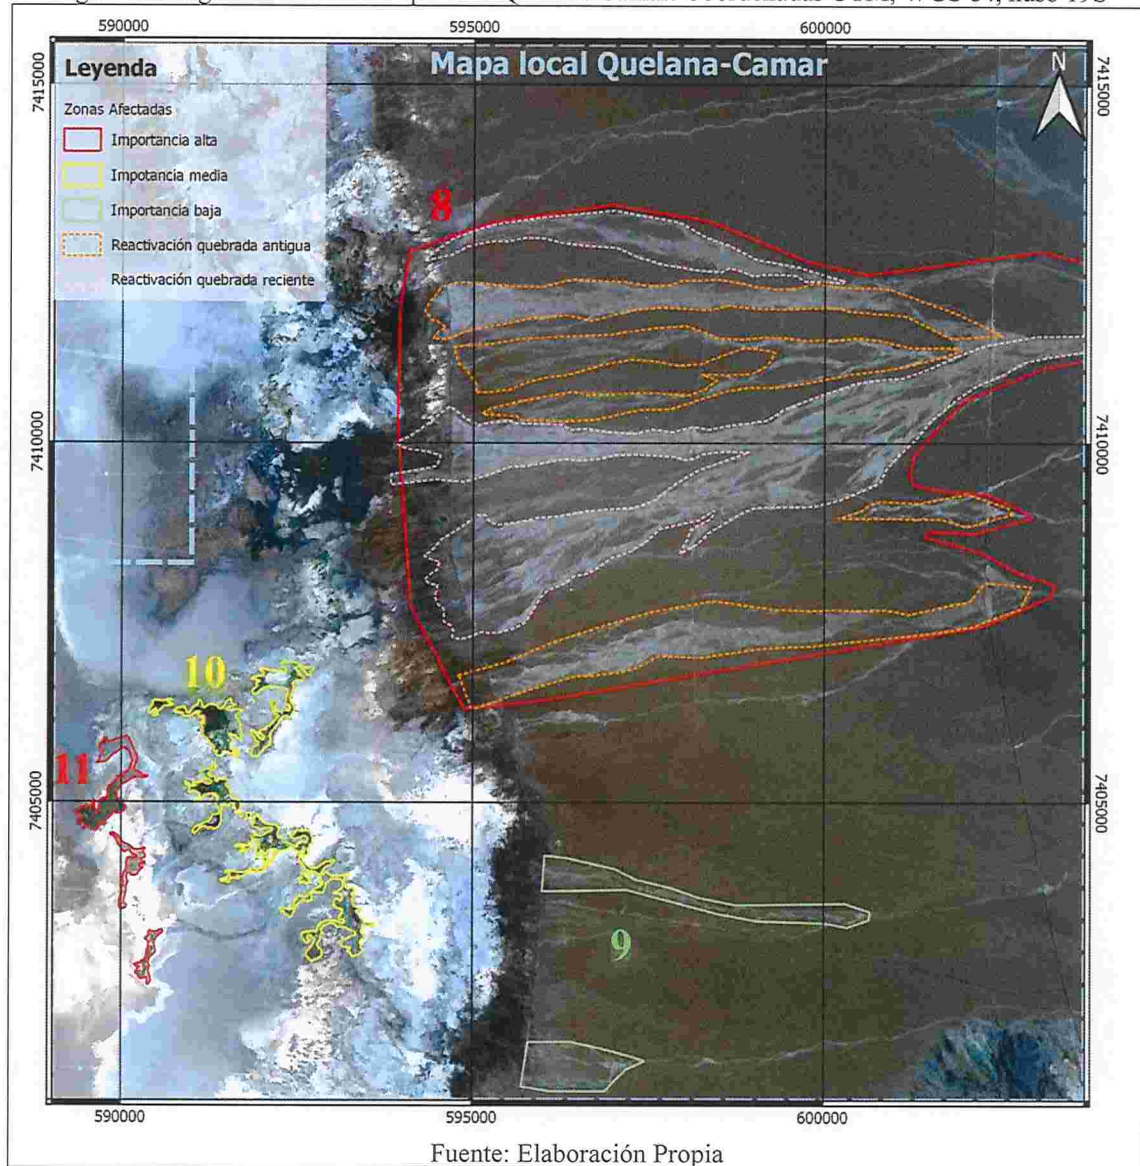 Coordenadas UTM,
590000 595000 600000
Mapa local Quelana-Camar
N
Leyenda
Zonas Afectadas
Importancia alta
Impotancia media
Importancia baja
Reactivación quebrada antigua
Reactivación quebrada reciente
7415000 7415000
8
7410000 7410000
10
11
7405000 7405000
9
590000 595000 600000
Fuente: Elaboración Propia